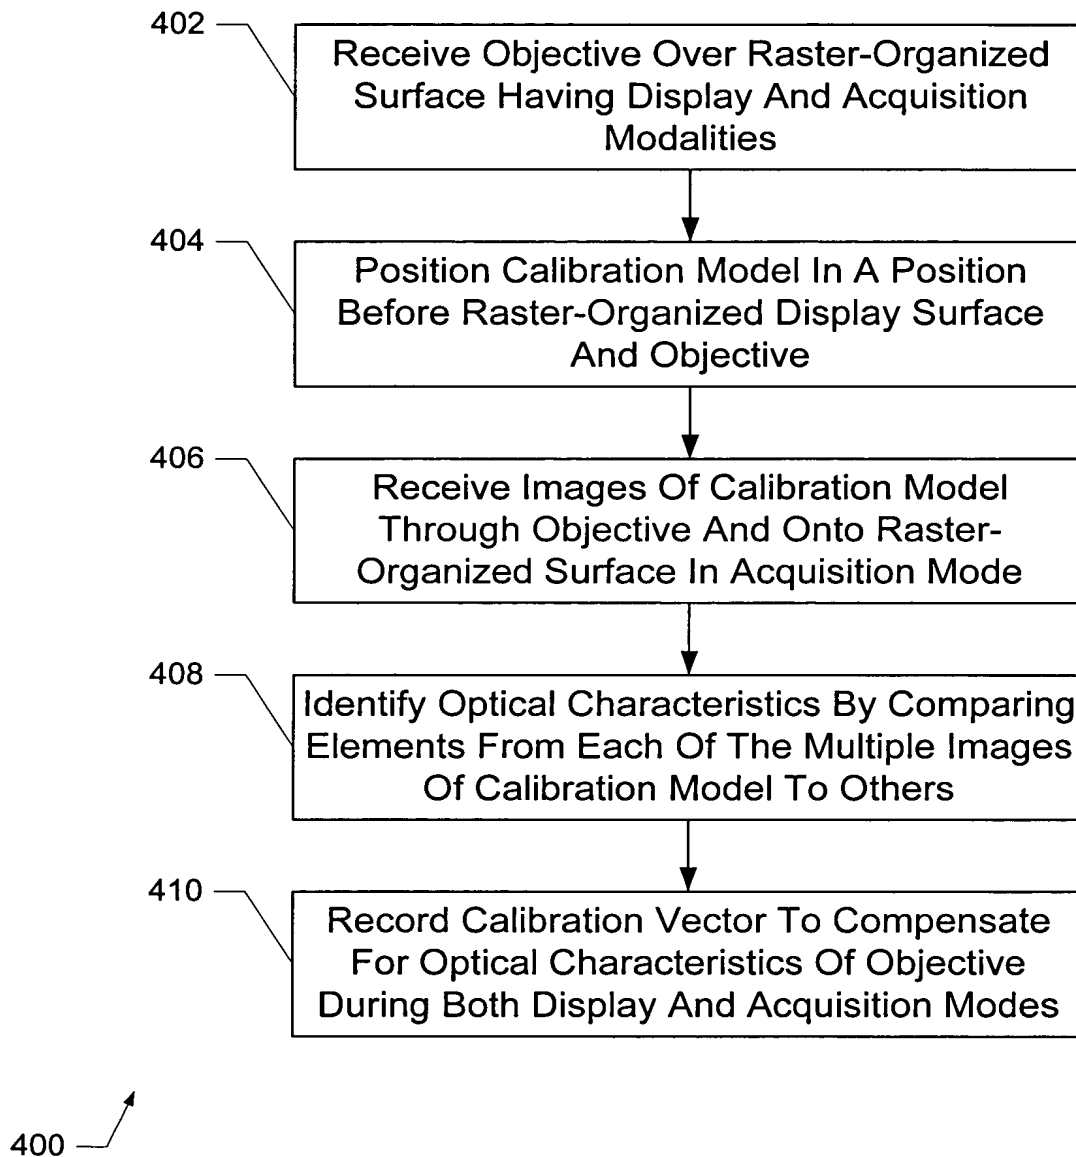 402
Receive Objective Over Raster-Organized
Surface Having Display And Acquisition
Modalities
404
Position Calibration Model In A Position
Before Raster-Organized Display Surface
And Objective
406
Receive Images Of Calibration Model
Through Objective And Onto Raster-
Organized Surface In Acquisition Mode
408
Identify Optical Characteristics By Comparing
Elements From Each Of The Multiple Images
Of Calibration Model To Others
410
Record Calibration Vector To Compensate
For Optical Characteristics Of Objective
During Both Display And Acquisition Modes
400